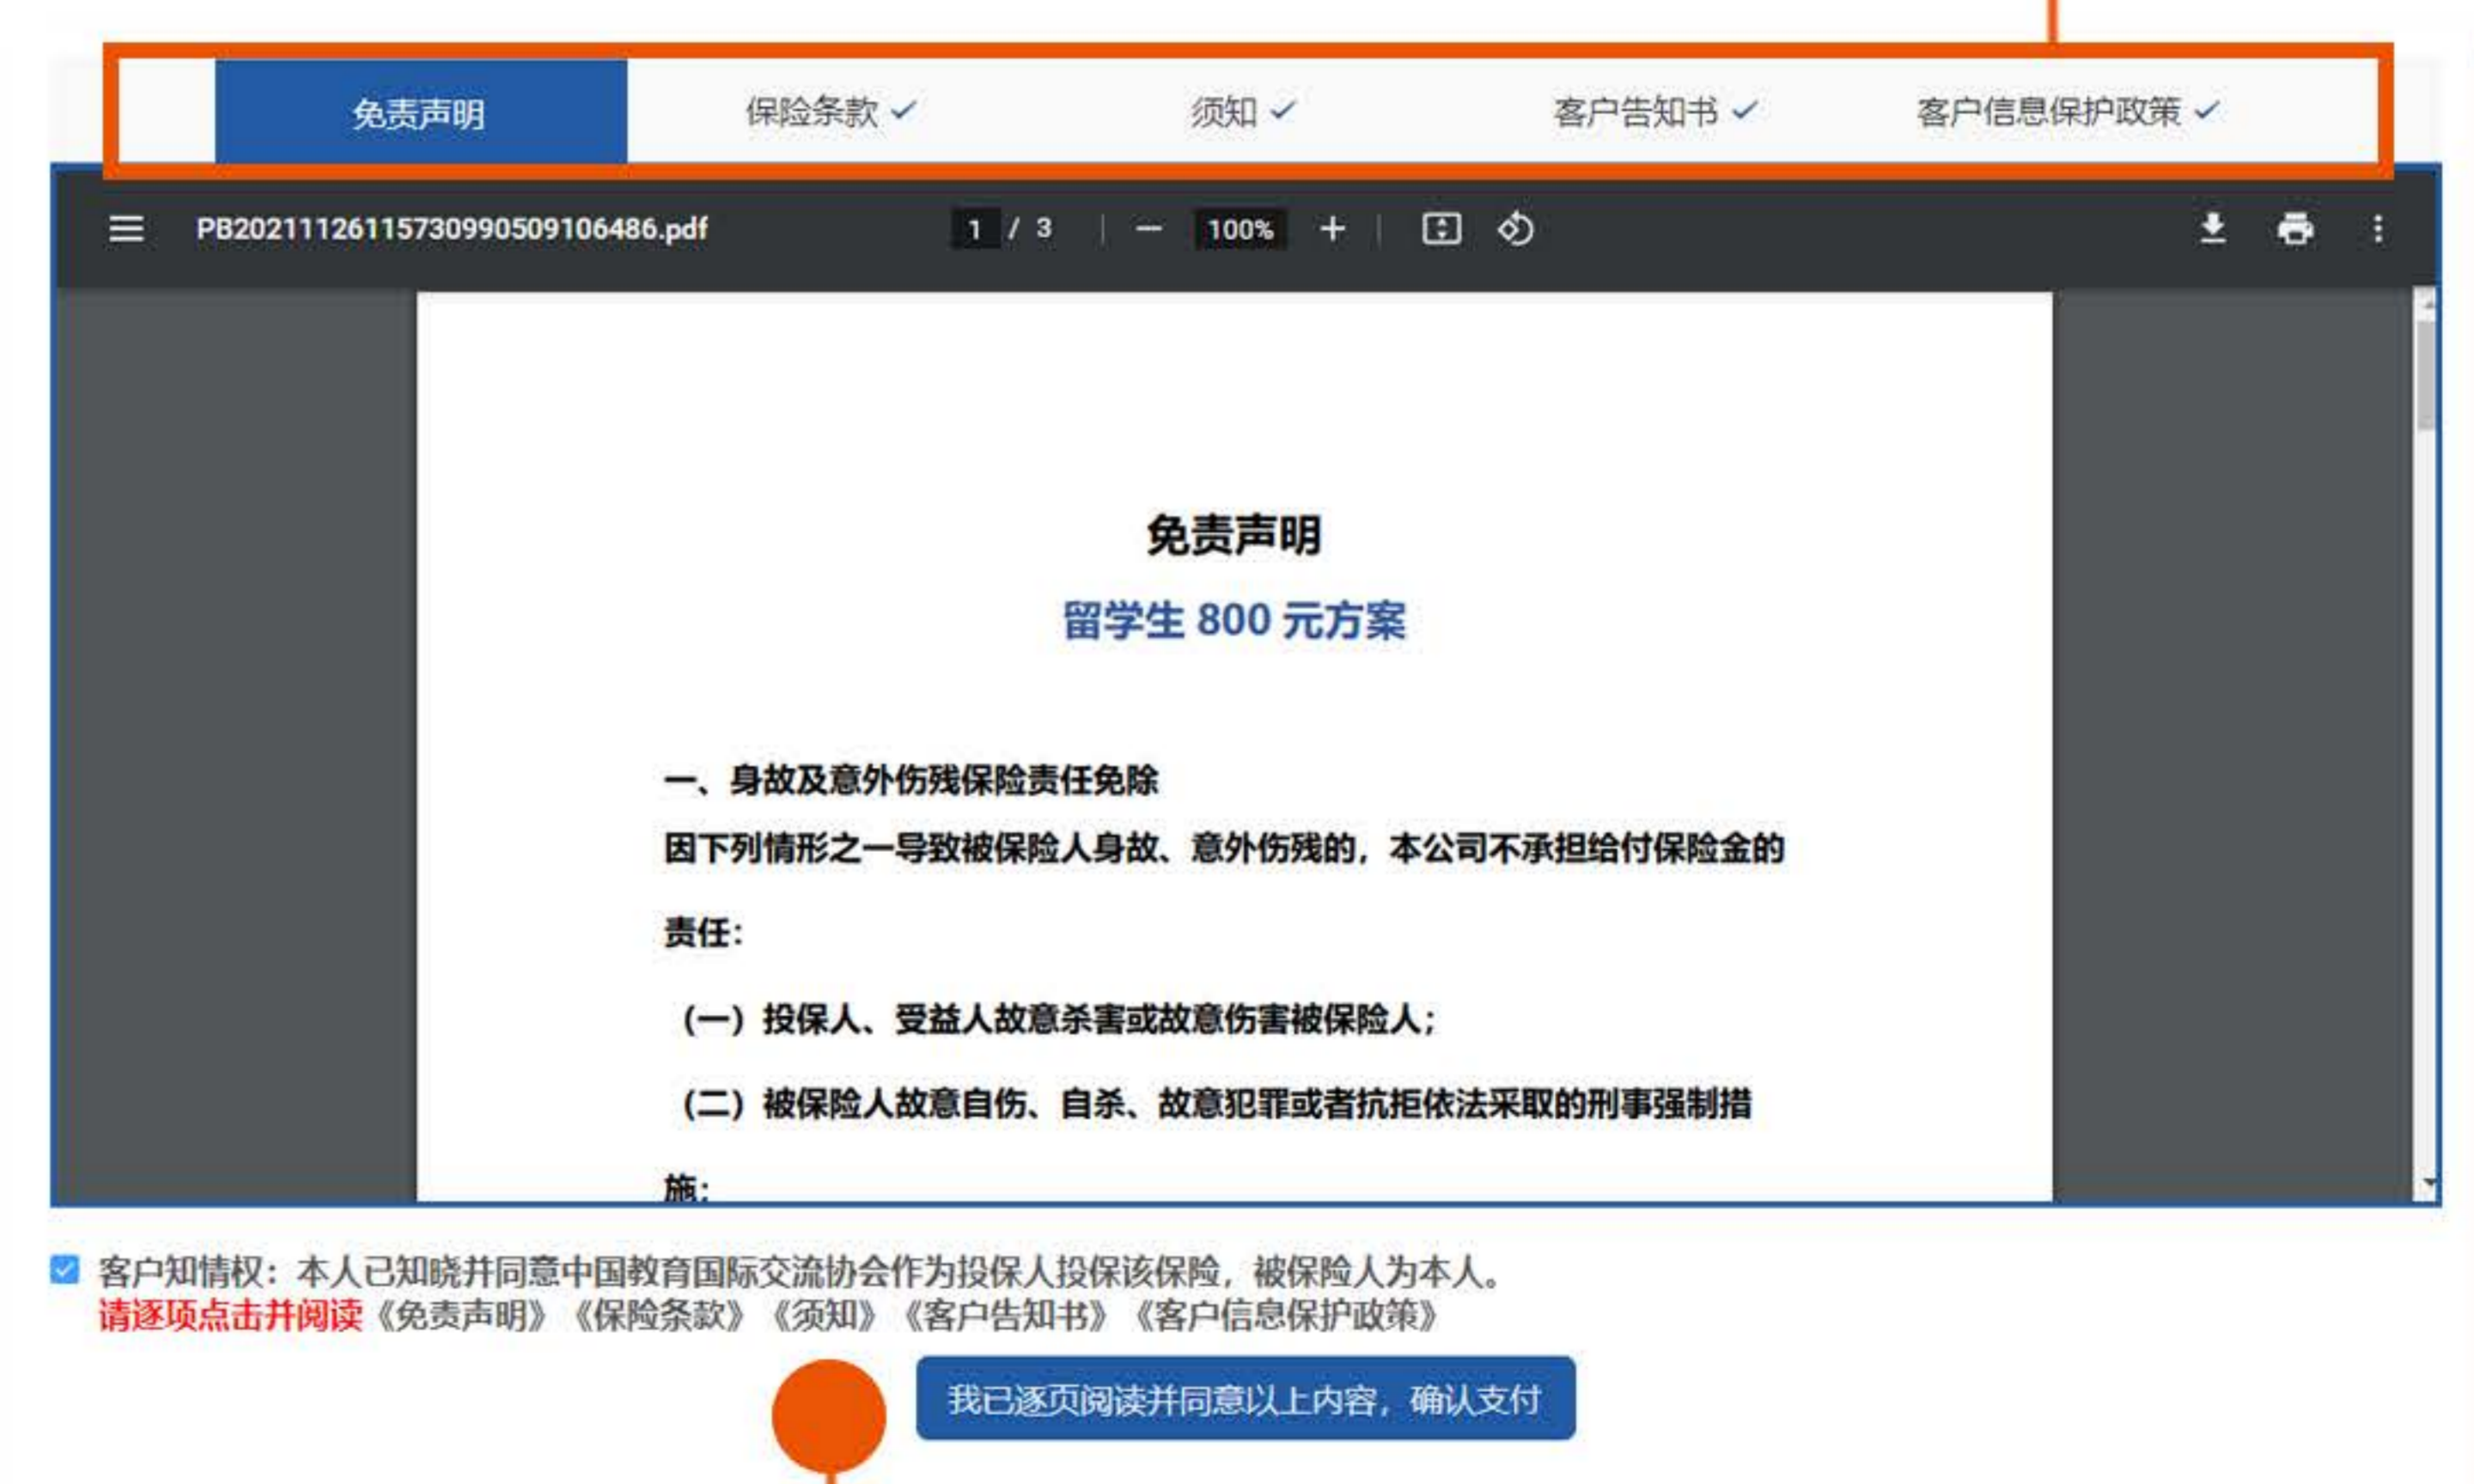 免责声明 保险条款 ✓ 须知 ✓ 客户告知书 ✓ 客户信息保护政策 ✓
PB20211126115730990509106486.pdf 1 / 3 100%
免责声明
留学生 800 元方案
一、身故及意外伤残保险责任免除
因下列情形之一导致被保险人身故、意外伤残的，本公司不承担给付保险金的
责任：
（一）投保人、受益人故意杀害或故意伤害被保险人；
（二）被保险人故意自伤、自杀、故意犯罪或者抗拒依法采取的刑事强制措
施；
客户知情权：本人已知晓并同意中国教育国际交流协会作为投保人投保该保险，被保险人为本人。
请逐项点击并阅读《免责声明》《保险条款》《须知》《客户告知书》《客户信息保护政策》
我已逐页阅读并同意以上内容，确认支付